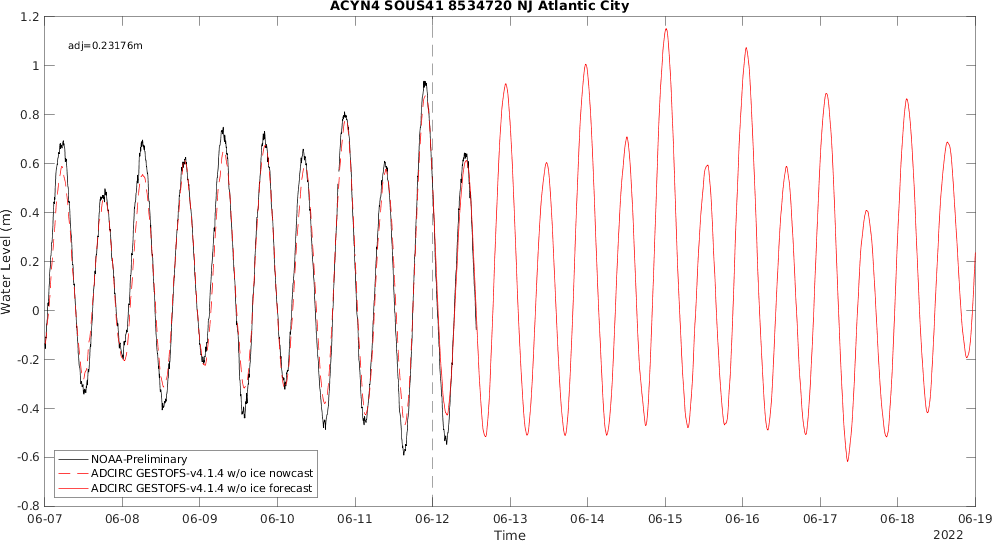 ACYN4 SOUS41 8534720 NJ Atlantic City
1.2
adj=0.23176m
1
0.8
0.6
0.4
0.2
0
-0.2
-0.4
-0.6
-0.8
Water Level (m)
NOAA-Preliminary
ADCIRC GESTOFS-v4.1.4 w/o ice nowcast
ADCIRC GESTOFS-v4.1.4 w/o ice forecast
06-07 06-08 06-09 06-10 06-11 06-12 06-13 06-14 06-15 06-16 06-17 06-18 06-19
Time
2022